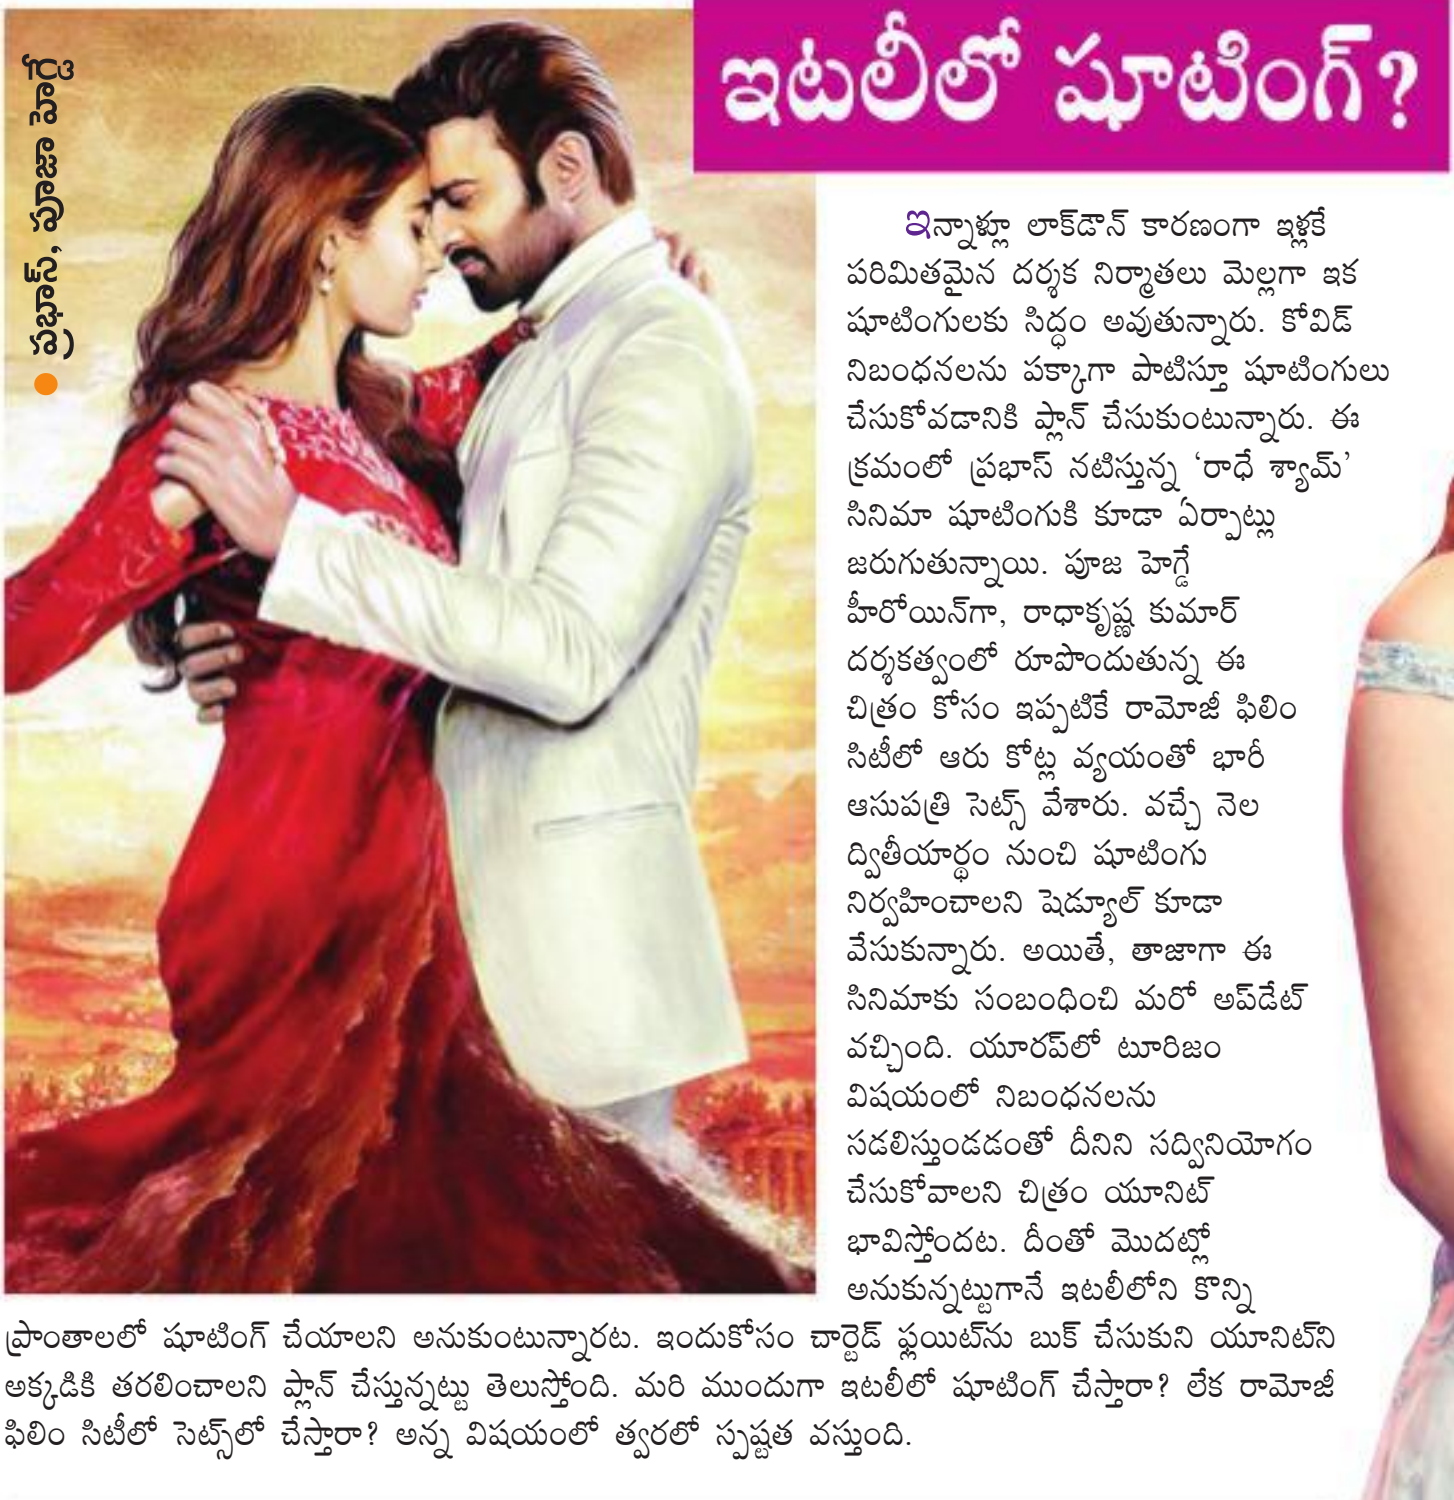 ఇటలీలో షూటింగ్?
● ప్రభాస్, పూజా హెగ్డే
ఇన్నాళ్లూ లాక్‌డౌన్ కారణంగా ఇళ్లకే
పరిమితమైన దర్శక నిర్మాతలు మెల్లగా ఇక
షూటింగులకు సిద్ధం అవుతున్నారు. కోవిడ్
నిబంధనలను పక్కాగా పాటిస్తూ షూటింగులు
చేసుకోవడానికి ప్లాన్ చేసుకుంటున్నారు. ఈ
క్రమంలో ప్రభాస్ నటిస్తున్న ‘రాధే శ్యామ్’
సినిమా షూటింగుకి కూడా ఏర్పాట్లు
జరుగుతున్నాయి. పూజ హెగ్డే
హీరోయిన్‌గా, రాధాకృష్ణ కుమార్
దర్శకత్వంలో రూపొందుతున్న ఈ
చిత్రం కోసం ఇప్పటికే రామోజీ ఫిలిం
సిటీలో ఆరు కోట్ల వ్యయంతో భారీ
ఆసుపత్రి సెట్స్ వేశారు. వచ్చే నెల
ద్వితీయార్థం నుంచి షూటింగు
నిర్వహించాలని షెడ్యూల్ కూడా
వేసుకున్నారు. అయితే, తాజాగా ఈ
సినిమాకు సంబంధించి మరో అప్‌డేట్
వచ్చింది. యూరప్‌లో టూరిజం
విషయంలో నిబంధనలను
సడలిస్తుండడంతో దీనిని సద్వినియోగం
చేసుకోవాలని చిత్రం యూనిట్
భావిస్తోందట. దీంతో మొదట్లో
అనుకున్నట్టుగానే ఇటలీలోని కొన్ని
ప్రాంతాలలో షూటింగ్ చేయాలని అనుకుంటున్నారట. ఇందుకోసం చార్టెడ్ ఫ్లయిట్‌ను బుక్ చేసుకుని యూనిట్‌ని
అక్కడికి తరలించాలని ప్లాన్ చేస్తున్నట్టు తెలుస్తోంది. మరి ముందుగా ఇటలీలో షూటింగ్ చేస్తారా? లేక రామోజీ
ఫిలిం సిటీలో సెట్స్‌లో చేస్తారా? అన్న విషయంలో త్వరలో స్పష్టత వస్తుంది.